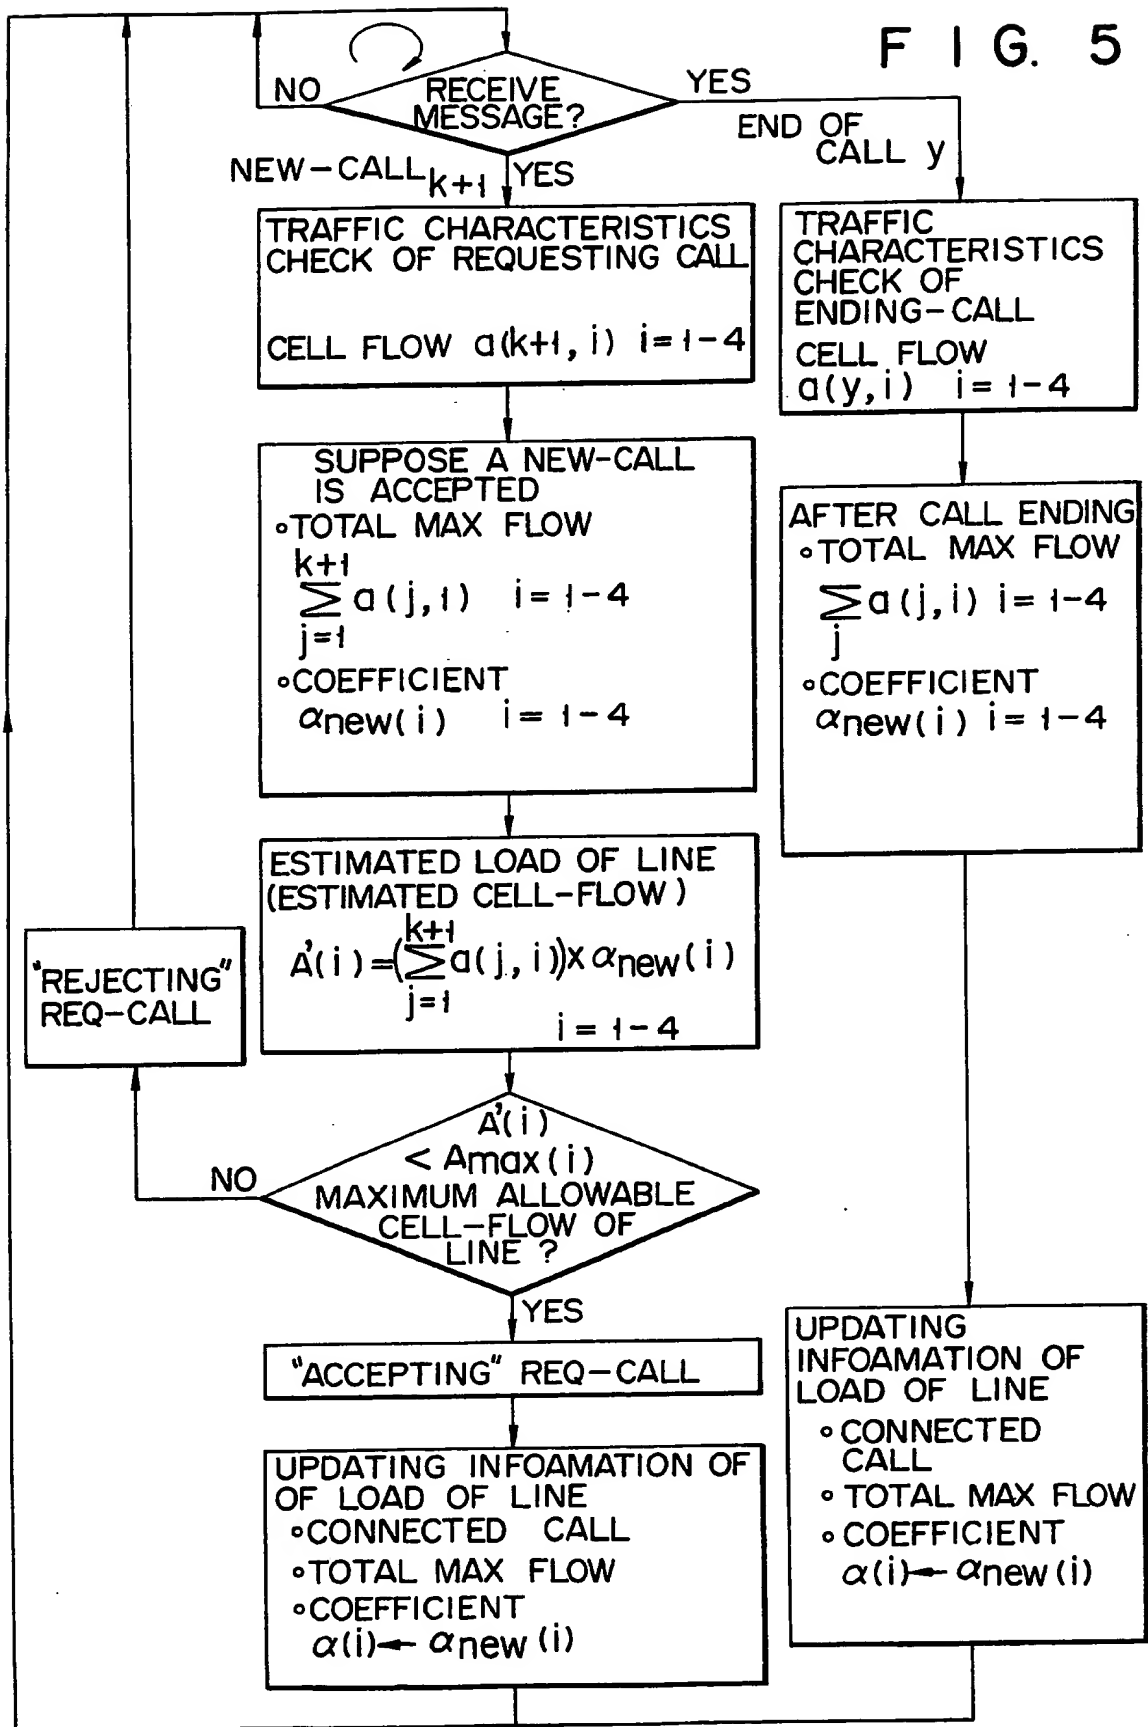 F I G. 5
RECEIVE
MESSAGE?
NO
YES
END OF
CALL y
NEW-CALL k+1
YES
TRAFFIC CHARACTERISTICS
CHECK OF REQUESTING CALL
CELL FLOW a(k+1, i) i=1-4
TRAFFIC
CHARACTERISTICS
CHECK OF
ENDING-CALL
CELL FLOW
a(y,i) i = 1-4
SUPPOSE A NEW-CALL
IS ACCEPTED
∘TOTAL MAX FLOW
k+1
∑ a (j,1) i = 1-4
j=1
∘COEFFICIENT
αnew(i) i = 1-4
AFTER CALL ENDING
∘TOTAL MAX FLOW
∑ a(j,i) i = 1-4
j
∘COEFFICIENT
αnew(i) i = 1-4
ESTIMATED LOAD OF LINE
(ESTIMATED CELL-FLOW)
k+1
A'(i)=(∑ a(j,i))x αnew(i)
j=1
i = 1-4
"REJECTING"
REQ-CALL
A'(i)
< Amax(i)
MAXIMUM ALLOWABLE
CELL-FLOW OF
LINE ?
NO
YES
"ACCEPTING" REQ-CALL
UPDATING INFOAMATION OF
OF LOAD OF LINE
∘CONNECTED CALL
∘TOTAL MAX FLOW
∘COEFFICIENT
α(i)← αnew (i)
UPDATING
INFOAMATION OF
LOAD OF LINE
∘CONNECTED
CALL
∘TOTAL MAX FLOW
∘COEFFICIENT
α(i)← αnew(i)